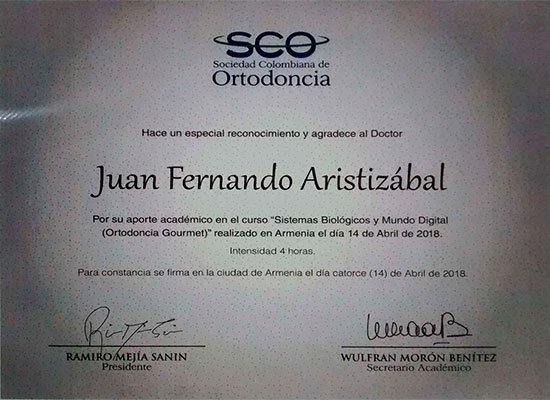 SCO
Sociedad Colombiana de
Ortodoncia
Hace un especial reconocimiento y agradece al Doctor
Juan Fernando Aristizábal
Por su aporte académico en el curso "Sistemas Biológicos y Mundo Digital
(Ortodoncia Gourmet)" realizado en Armenia el día 14 de Abril de 2018.
Intensidad 4 horas.
Para constancia se firma en la ciudad de Armenia el día catorce (14) de Abril de 2018.
RAMIRO MEJÍA SANIN
Presidente
WULFRAN MORÓN BENÍTEZ
Secretario Académico